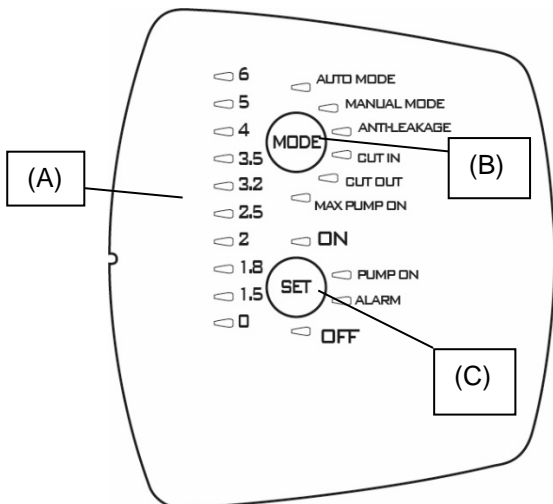 6
5
4
3.5
3.2
2.5
2
1.8
1.5
0
AUTO MODE
MANUAL MODE
ANTI-LEAKAGE
MODE
CUT IN
CUT OUT
MAX PUMP ON
ON
PUMP ON
SET
ALARM
OFF
(A)
(B)
(C)